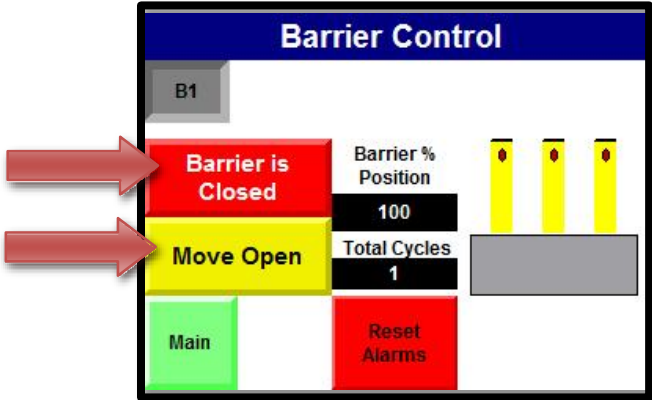 Barrier Control
B1
Barrier is
Closed
Barrier %
Position
100
Move Open
Total Cycles
1
Main
Reset
Alarms